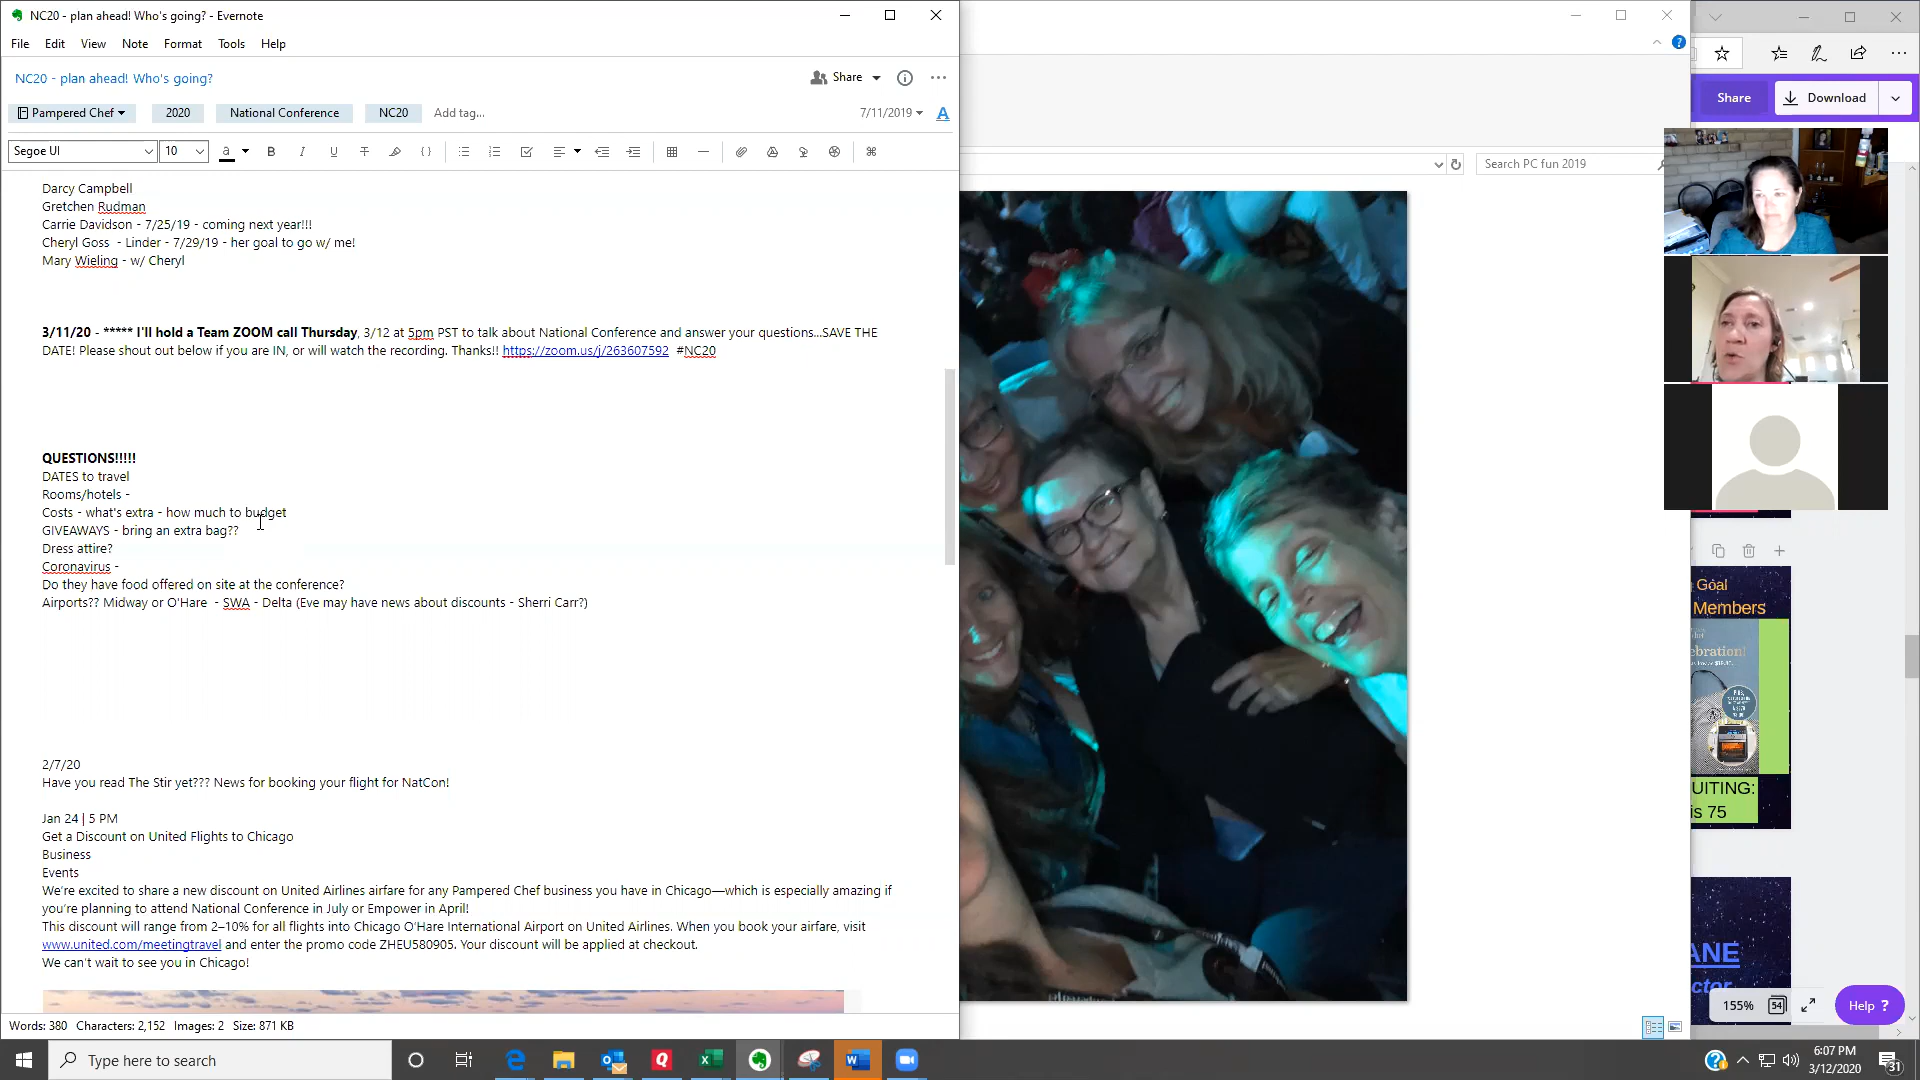 NC20 - plan ahead! Who's going? - Evernote
File Edit View Note Format Tools Help
NC20 - plan ahead! Who's going?
Share
Pampered Chef 2020 National Conference NC20 Add tag...
7/11/2019
Segoe UI 10
Darcy Campbell
Gretchen Rudman
Carrie Davidson - 7/25/19 - coming next year!!!
Cheryl Goss - Linder - 7/29/19 - her goal to go w/ me!
Mary Wieling - w/ Cheryl
3/11/20 - ***** I'll hold a Team ZOOM call Thursday, 3/12 at 5pm PST to talk about National Conference and answer your questions...SAVE THE
DATE! Please shout out below if you are IN, or will watch the recording. Thanks!! https://zoom.us/j/263607592 #NC20
QUESTIONS!!!!!
DATES to travel
Rooms/hotels -
Costs - what's extra - how much to budget
GIVEAWAYS - bring an extra bag??
Dress attire?
Coronavirus -
Do they have food offered on site at the conference?
Airports?? Midway or O'Hare - SWA - Delta (Eve may have news about discounts - Sherri Carr?)
2/7/20
Have you read The Stir yet??? News for booking your flight for NatCon!
Jan 24 | 5 PM
Get a Discount on United Flights to Chicago
Business
Events
We're excited to share a new discount on United Airlines airfare for any Pampered Chef business you have in Chicago—which is especially amazing if
you're planning to attend National Conference in July or Empower in April!
This discount will range from 2–10% for all flights into Chicago O'Hare International Airport on United Airlines. When you book your airfare, visit
www.united.com/meetingtravel and enter the promo code ZHEU580905. Your discount will be applied at checkout.
We can't wait to see you in Chicago!
Words: 380 Characters: 2,152 Images: 2 Size: 871 KB
Search PC fun 2019
Share
Download
Goal
Members
ebration!
UITING:
is 75
ANE
ctor
155%
54
Help ?
Type here to search
6:07 PM
3/12/2020
31